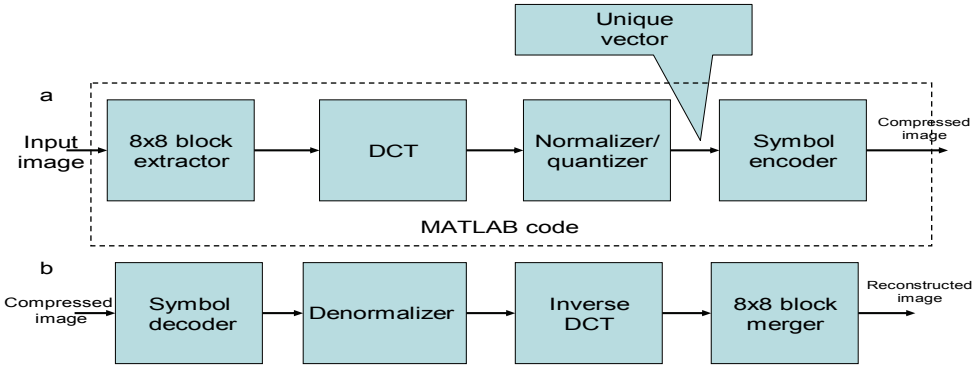 Unique
vector
a
Input
image
8x8 block
extractor
DCT
Normalizer/
quantizer
Symbol
encoder
Compressed
image
MATLAB code
b
Compressed
image
Symbol
decoder
Denormalizer
Inverse
DCT
8x8 block
merger
Reconstructed
image